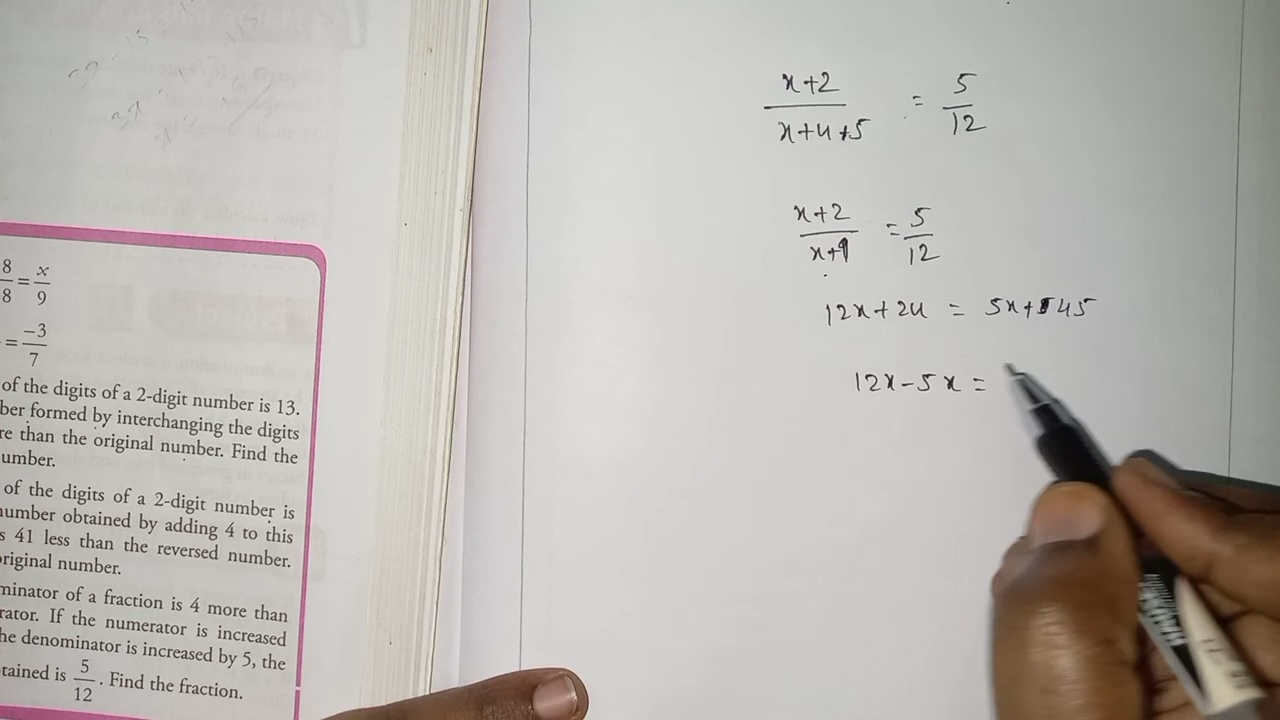 8/8 = x/9
= -3/7
of the digits of a 2-digit number is 13.
ber formed by interchanging the digits
re than the original number. Find the
umber.
of the digits of a 2-digit number is
number obtained by adding 4 to this
s 41 less than the reversed number.
original number.
minator of a fraction is 4 more than
rator. If the numerator is increased
he denominator is increased by 5, the
tained is 5/12. Find the fraction.
x+2/x+4+5 = 5/12
x+2/x+9 = 5/12
12x+24 = 5x+45
12x-5x =